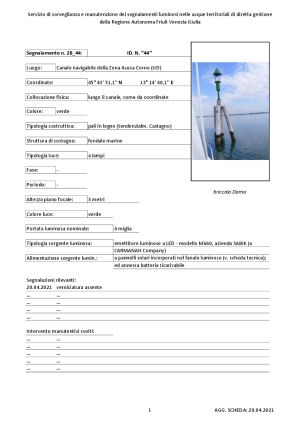 Servizio di sorveglianza e manutenzione dei segnalamenti luminosi nelle acque territoriali di diretta gestione
della Regione Autonoma Friuli Venezia Giulia
Segnalamento n. 28_44: ID. N. "44"
Luogo: Canale navigabile della Zona Aussa Corno (UD)
Coordinate: 45° 43' 51,1" N 13° 14' 40,1" E
Collocazione fisica: lungo il canale, come da coordinate
Colore: verde
Tipologia costruttiva: pali in legno (tendenzialm. Castagno)
Struttura di sostegno: fondale marino
Tipologia luce: a lampi
Fase: -
Periodo: -
Altezza piano focale: 3 metri
Colore luce: verde
Portata luminosa nominale: 4 miglia
Tipologia sorgente luminosa: emettitore luminoso a LED - modello M660, azienda SABIK (a
CARMANAH Company)
Alimentazione sorgente lumin.: a pannelli solari incorporati nel fanale luminoso (v. scheda tecnica);
ed annessa batteria ricaricabile
briccola Dama
Segnalazioni rilevanti:
20.04.2021 verniciatura assente
... ...
... ...
... ...
Intervento manutentivi svolti:
... ...
... ...
... ...
... ...
1 AGG. SCHEDA: 20.04.2021